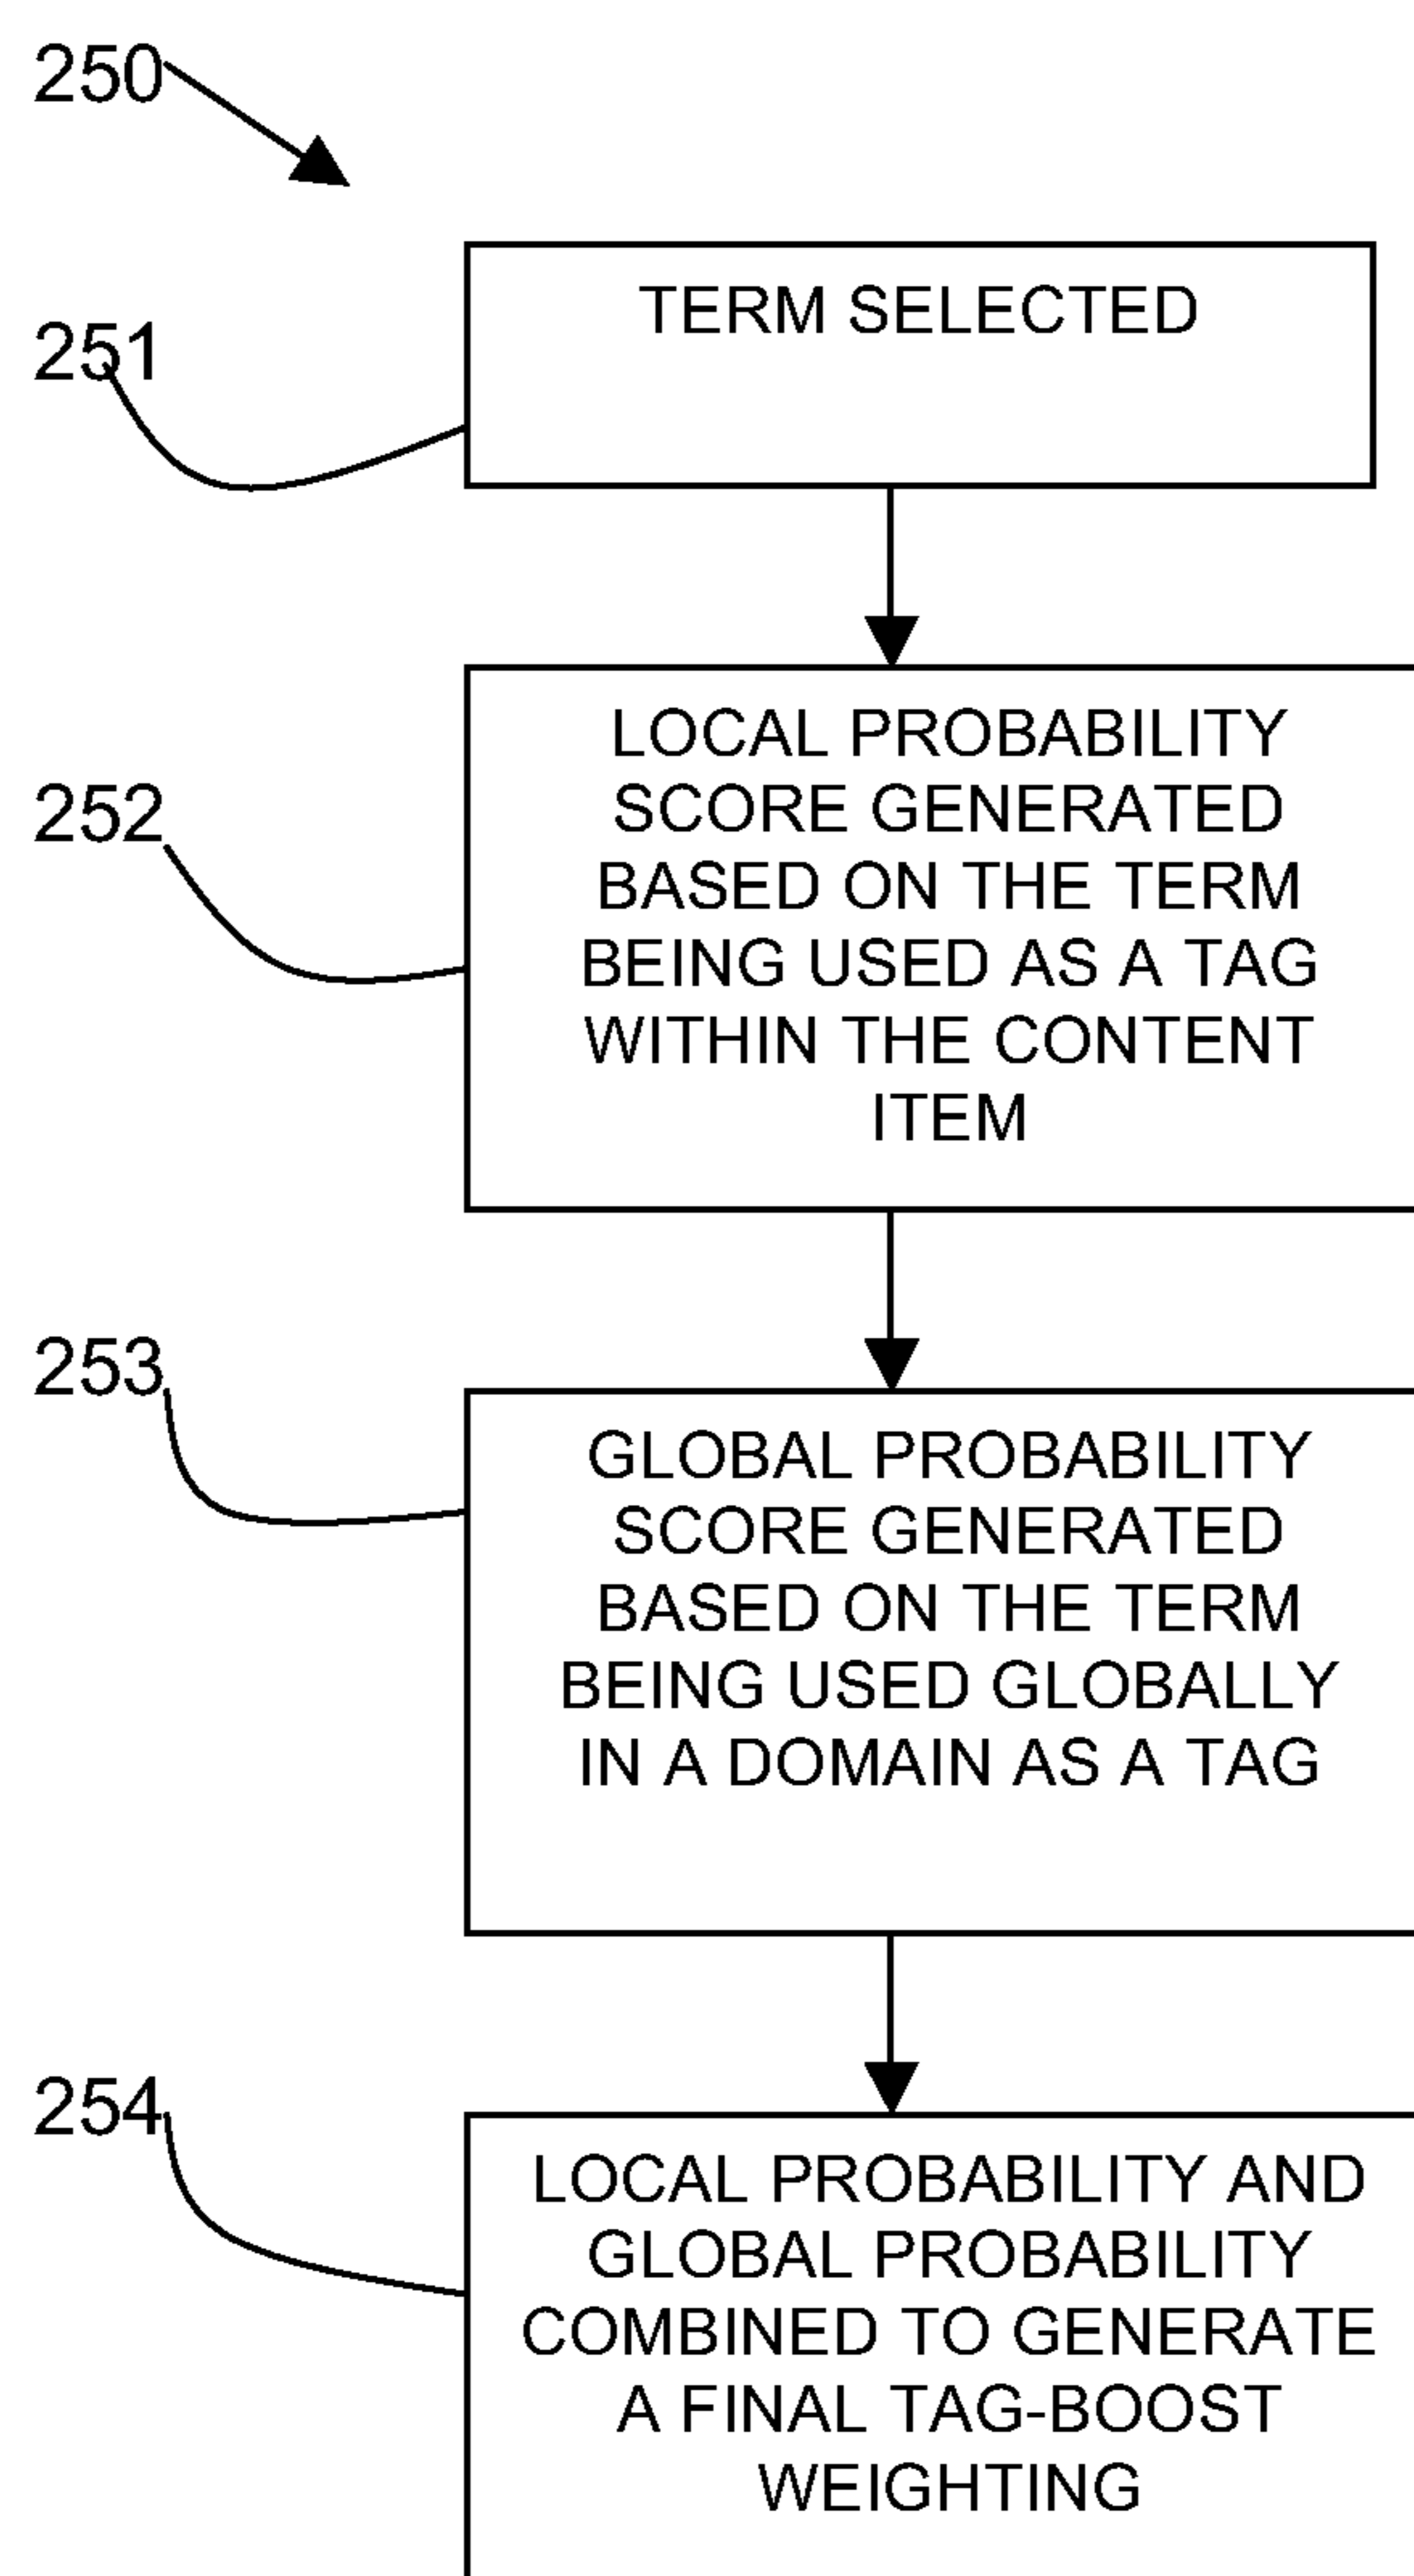 250
TERM SELECTED
251
LOCAL PROBABILITY
SCORE GENERATED
BASED ON THE TERM
BEING USED AS A TAG
WITHIN THE CONTENT
ITEM
252
GLOBAL PROBABILITY
SCORE GENERATED
BASED ON THE TERM
BEING USED GLOBALLY
IN A DOMAIN AS A TAG
253
LOCAL PROBABILITY AND
GLOBAL PROBABILITY
COMBINED TO GENERATE
A FINAL TAG-BOOST
WEIGHTING
254